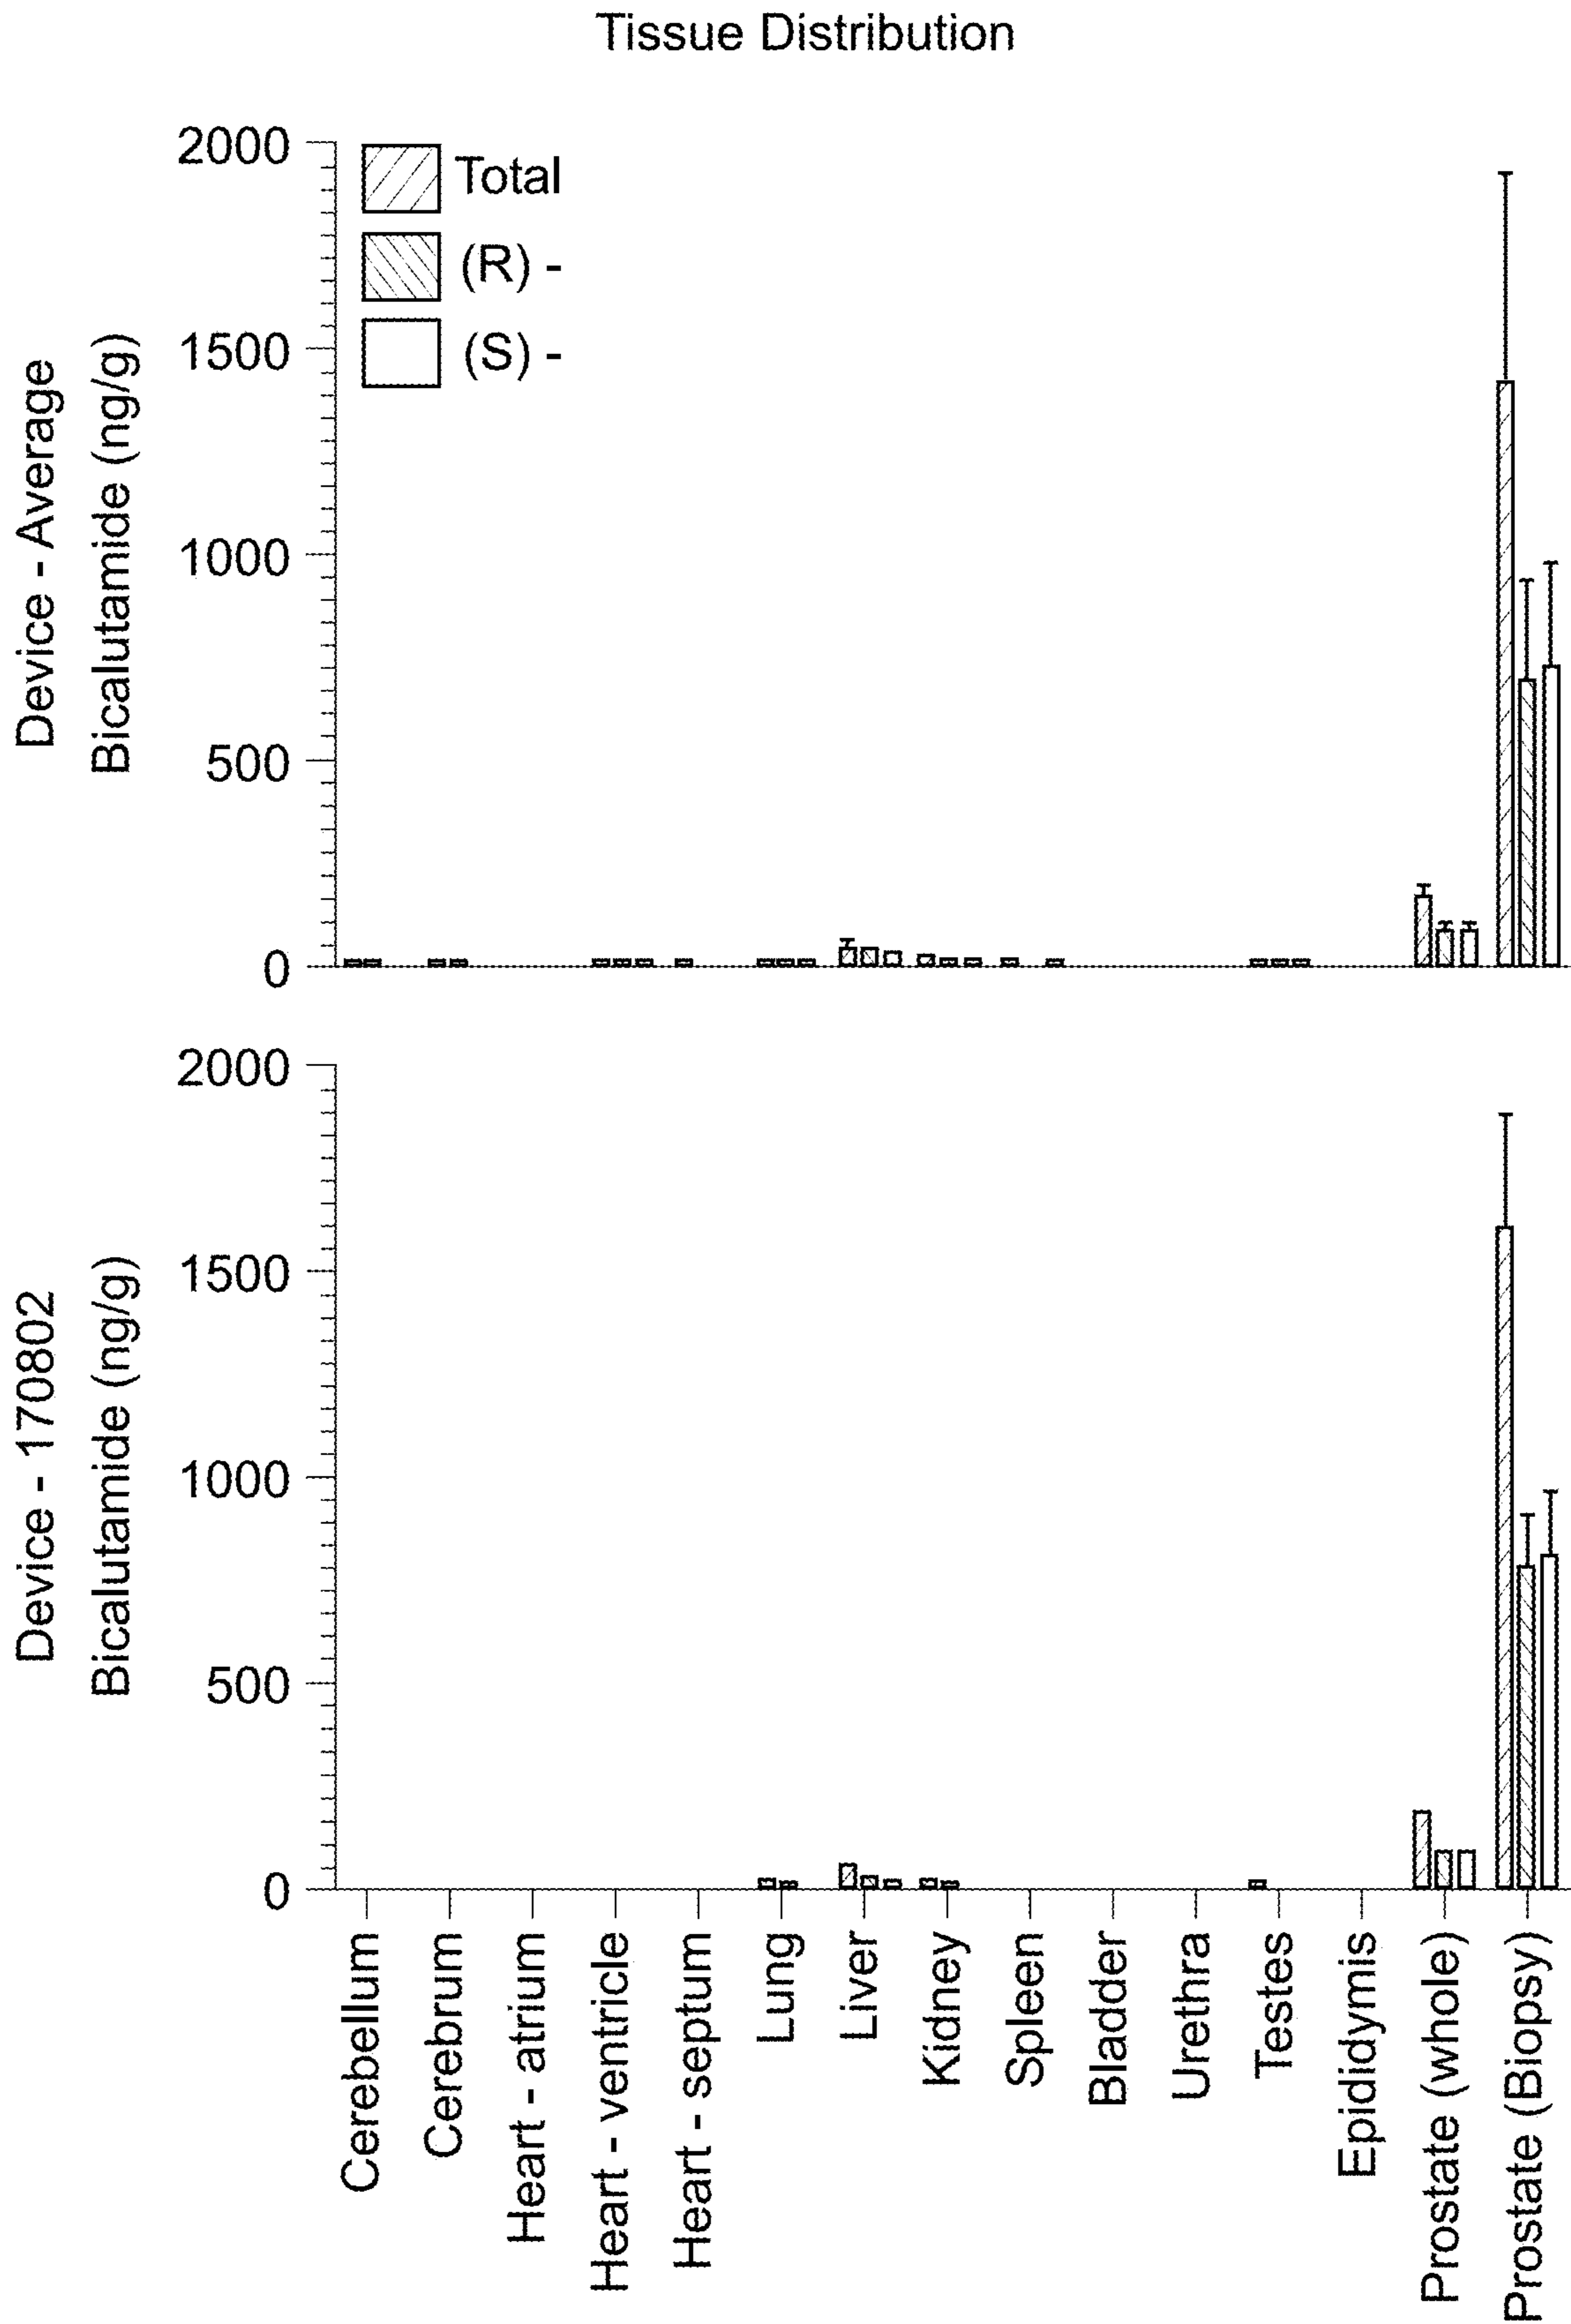 Tissue Distribution
Device - Average
Bicalutamide (ng/g)
2000
1500
1000
500
0
Total
(R) -
(S) -
Device - 170802
Bicalutamide (ng/g)
2000
1500
1000
500
0
Cerebellum
Cerebrum
Heart - atrium
Heart - ventricle
Heart - septum
Lung
Liver
Kidney
Spleen
Bladder
Urethra
Testes
Epididymis
Prostate (whole)
Prostate (Biopsy)